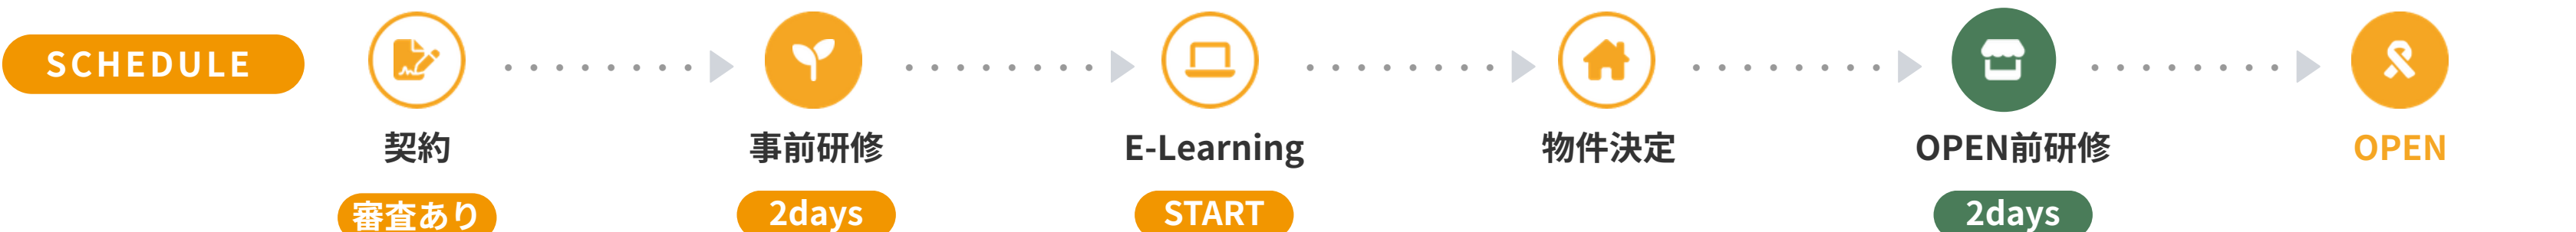 SCHEDULE
契約
審査あり
事前研修
2days
E-Learning
START
物件決定
OPEN前研修
2days
OPEN